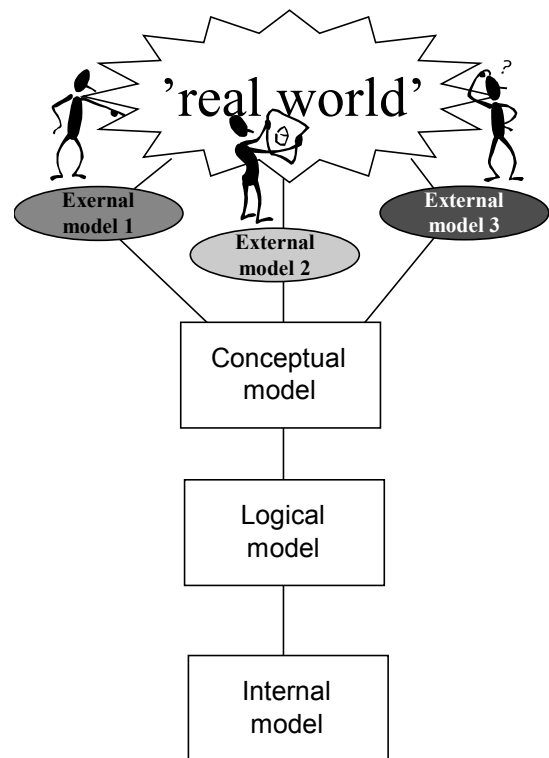 ?
'real world'
Exernal
model 1
External
model 2
External
model 3
Conceptual
model
Logical
model
Internal
model